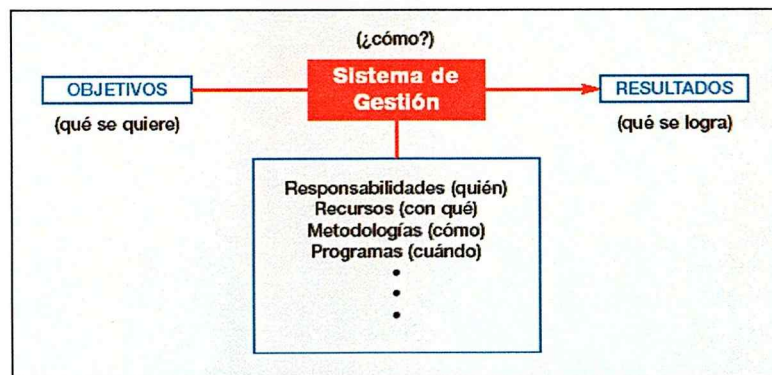 (¿cómo?)
Sistema de
Gestión
OBJETIVOS
(qué se quiere)
RESULTADOS
(qué se logra)
Responsabilidades (quién)
Recursos (con qué)
Metodologías (cómo)
Programas (cuándo)
•
•
•